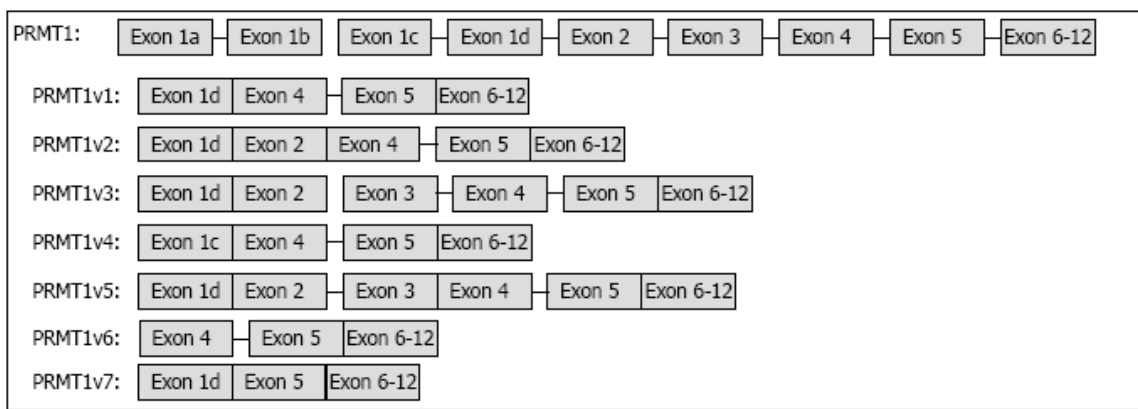 PRMT1: Exon 1a Exon 1b Exon 1c Exon 1d Exon 2 Exon 3 Exon 4 Exon 5 Exon 6-12
PRMT1v1: Exon 1d Exon 4 Exon 5 Exon 6-12
PRMT1v2: Exon 1d Exon 2 Exon 4 Exon 5 Exon 6-12
PRMT1v3: Exon 1d Exon 2 Exon 3 Exon 4 Exon 5 Exon 6-12
PRMT1v4: Exon 1c Exon 4 Exon 5 Exon 6-12
PRMT1v5: Exon 1d Exon 2 Exon 3 Exon 4 Exon 5 Exon 6-12
PRMT1v6: Exon 4 Exon 5 Exon 6-12
PRMT1v7: Exon 1d Exon 5 Exon 6-12